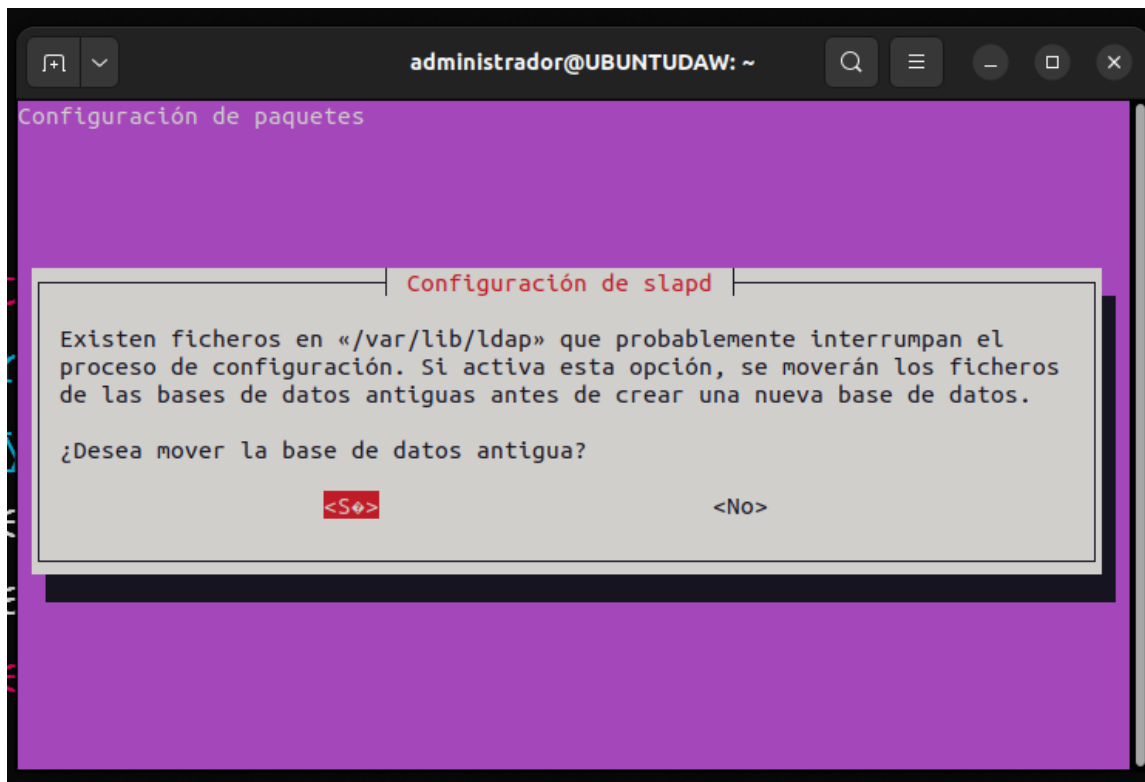 administrador@UBUNTUDAW: ~
Configuración de paquetes
Configuración de slapd
Existen ficheros en «/var/lib/ldap» que probablemente interrumpan el
proceso de configuración. Si activa esta opción, se moverán los ficheros
de las bases de datos antiguas antes de crear una nueva base de datos.
¿Desea mover la base de datos antigua?
<S�> <No>